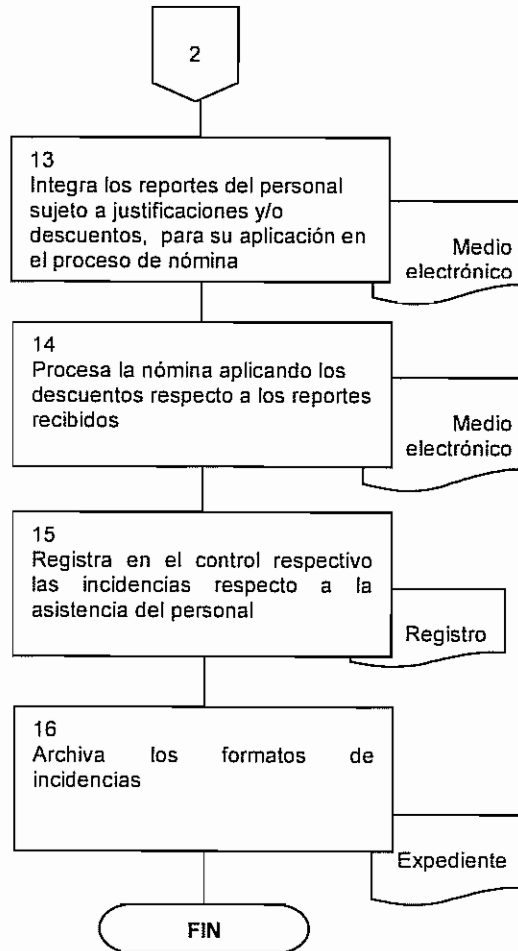 2
13
Integra los reportes del personal
sujeto a justificaciones y/o
descuentos, para su aplicación en
el proceso de nómina
Medio
electrónico
14
Procesa la nómina aplicando los
descuentos respecto a los reportes
recibidos
Medio
electrónico
15
Registra en el control respectivo
las incidencias respecto a la
asistencia del personal
Registro
16
Archiva los formatos de
incidencias
Expediente
FIN